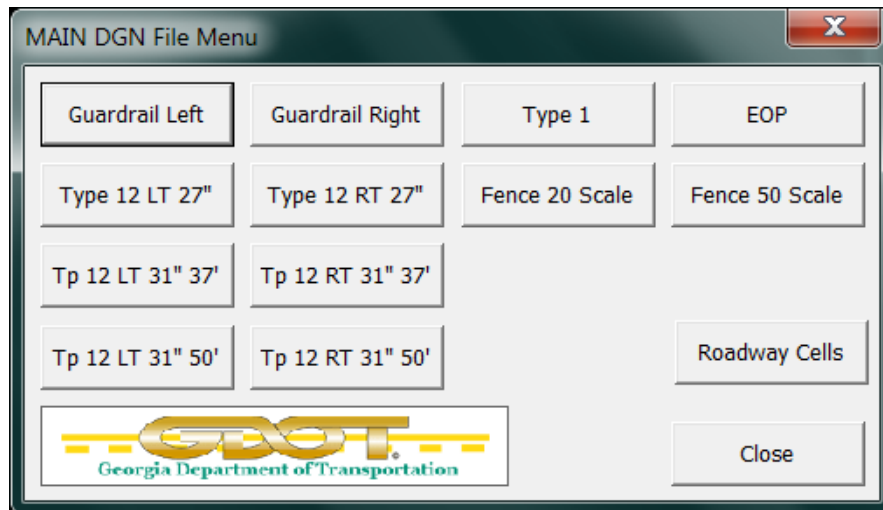 MAIN DGN File Menu
X
Guardrail Left Guardrail Right Type 1 EOP
Type 12 LT 27" Type 12 RT 27" Fence 20 Scale Fence 50 Scale
Tp 12 LT 31" 37' Tp 12 RT 31" 37'
Tp 12 LT 31" 50' Tp 12 RT 31" 50' Roadway Cells
GDOT
Georgia Department of Transportation
Close